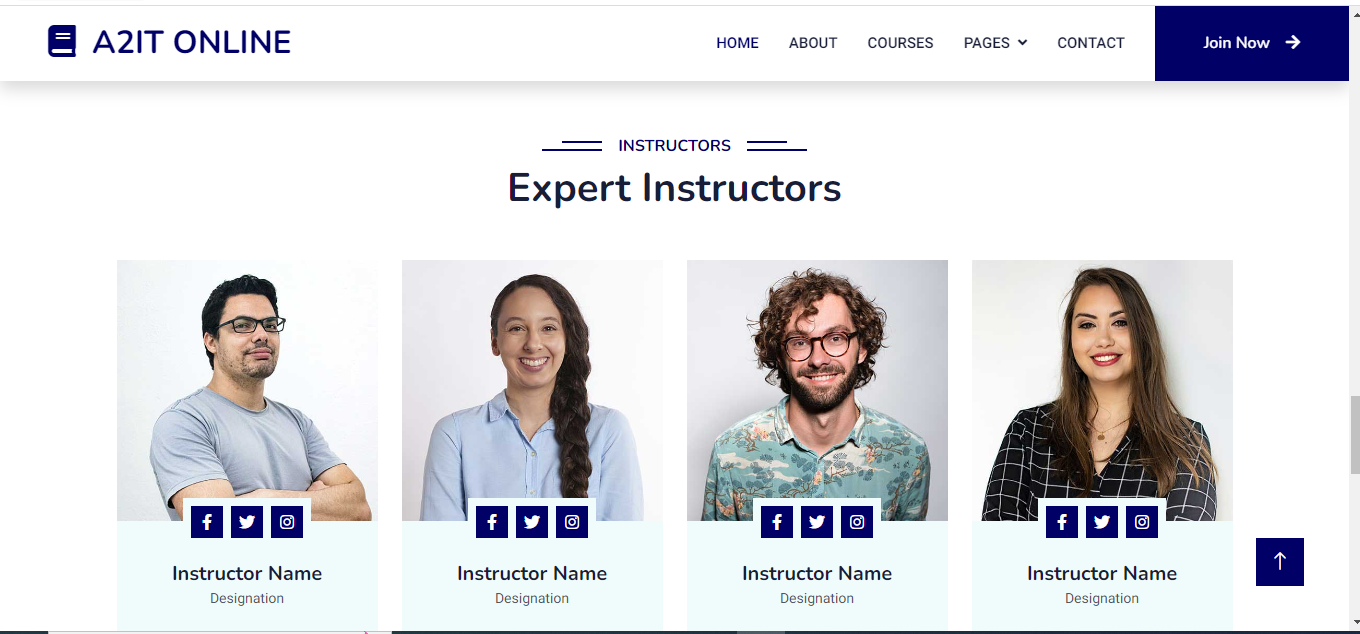 A2IT ONLINE HOME ABOUT COURSES PAGES CONTACT Join Now
INSTRUCTORS
Expert Instructors
Instructor Name Instructor Name Instructor Name Instructor Name
Designation Designation Designation Designation